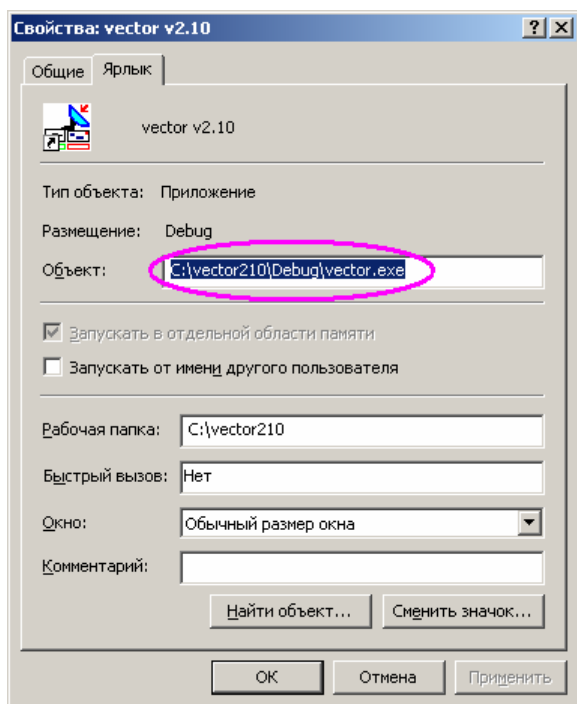 Свойства: vector v2.10
Общие Ярлык
vector v2.10
Тип объекта: Приложение
Размещение: Debug
Объект: C:\vector210\Debug\vector.exe
Запускать в отдельной области памяти
Запускать от имени другого пользователя
Рабочая папка: C:\vector210
Быстрый вызов: Нет
Окно: Обычный размер окна
Комментарий:
Найти объект... Сменить значок...
ОК Отмена Применить